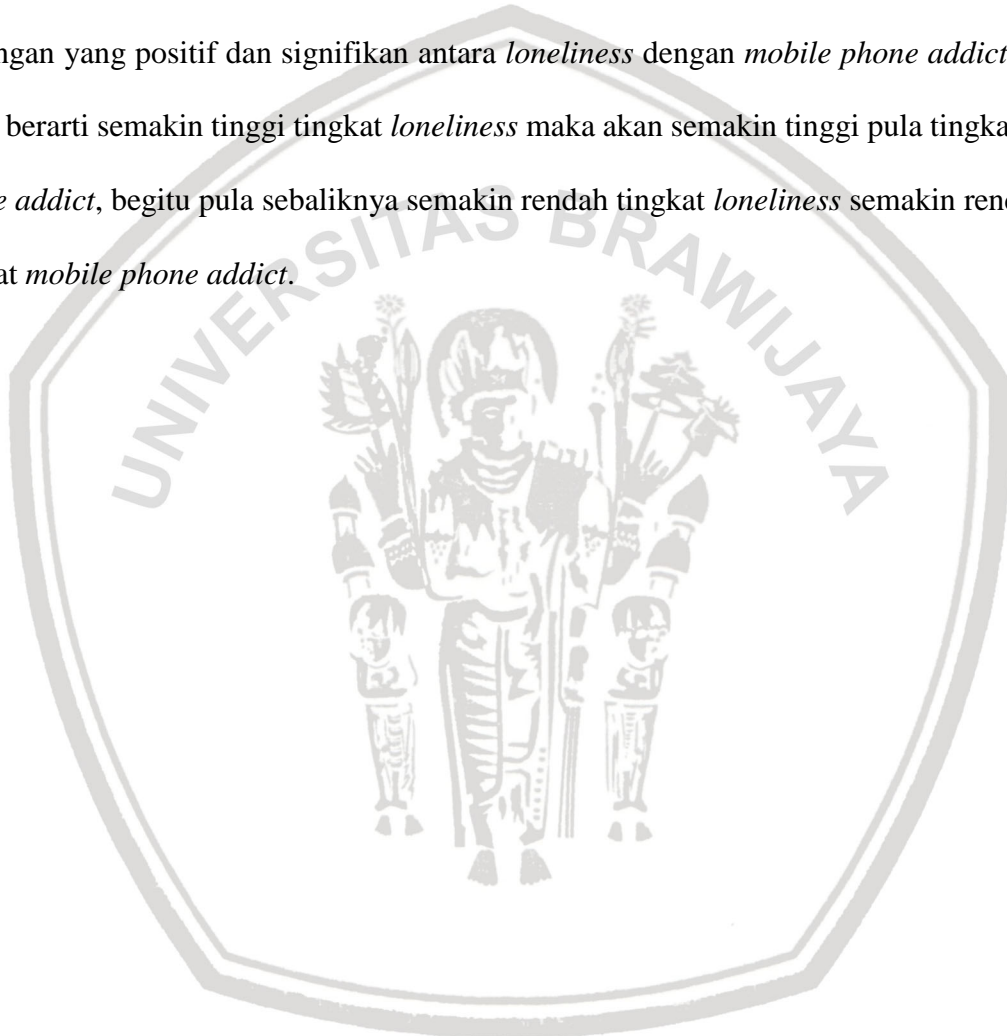 ngan yang positif dan signifikan antara loneliness dengan mobile phone addict
berarti semakin tinggi tingkat loneliness maka akan semakin tinggi pula tingka
e addict, begitu pula sebaliknya semakin rendah tingkat loneliness semakin rend
at mobile phone addict.
UNIVERSITAS BRAWIJAYA